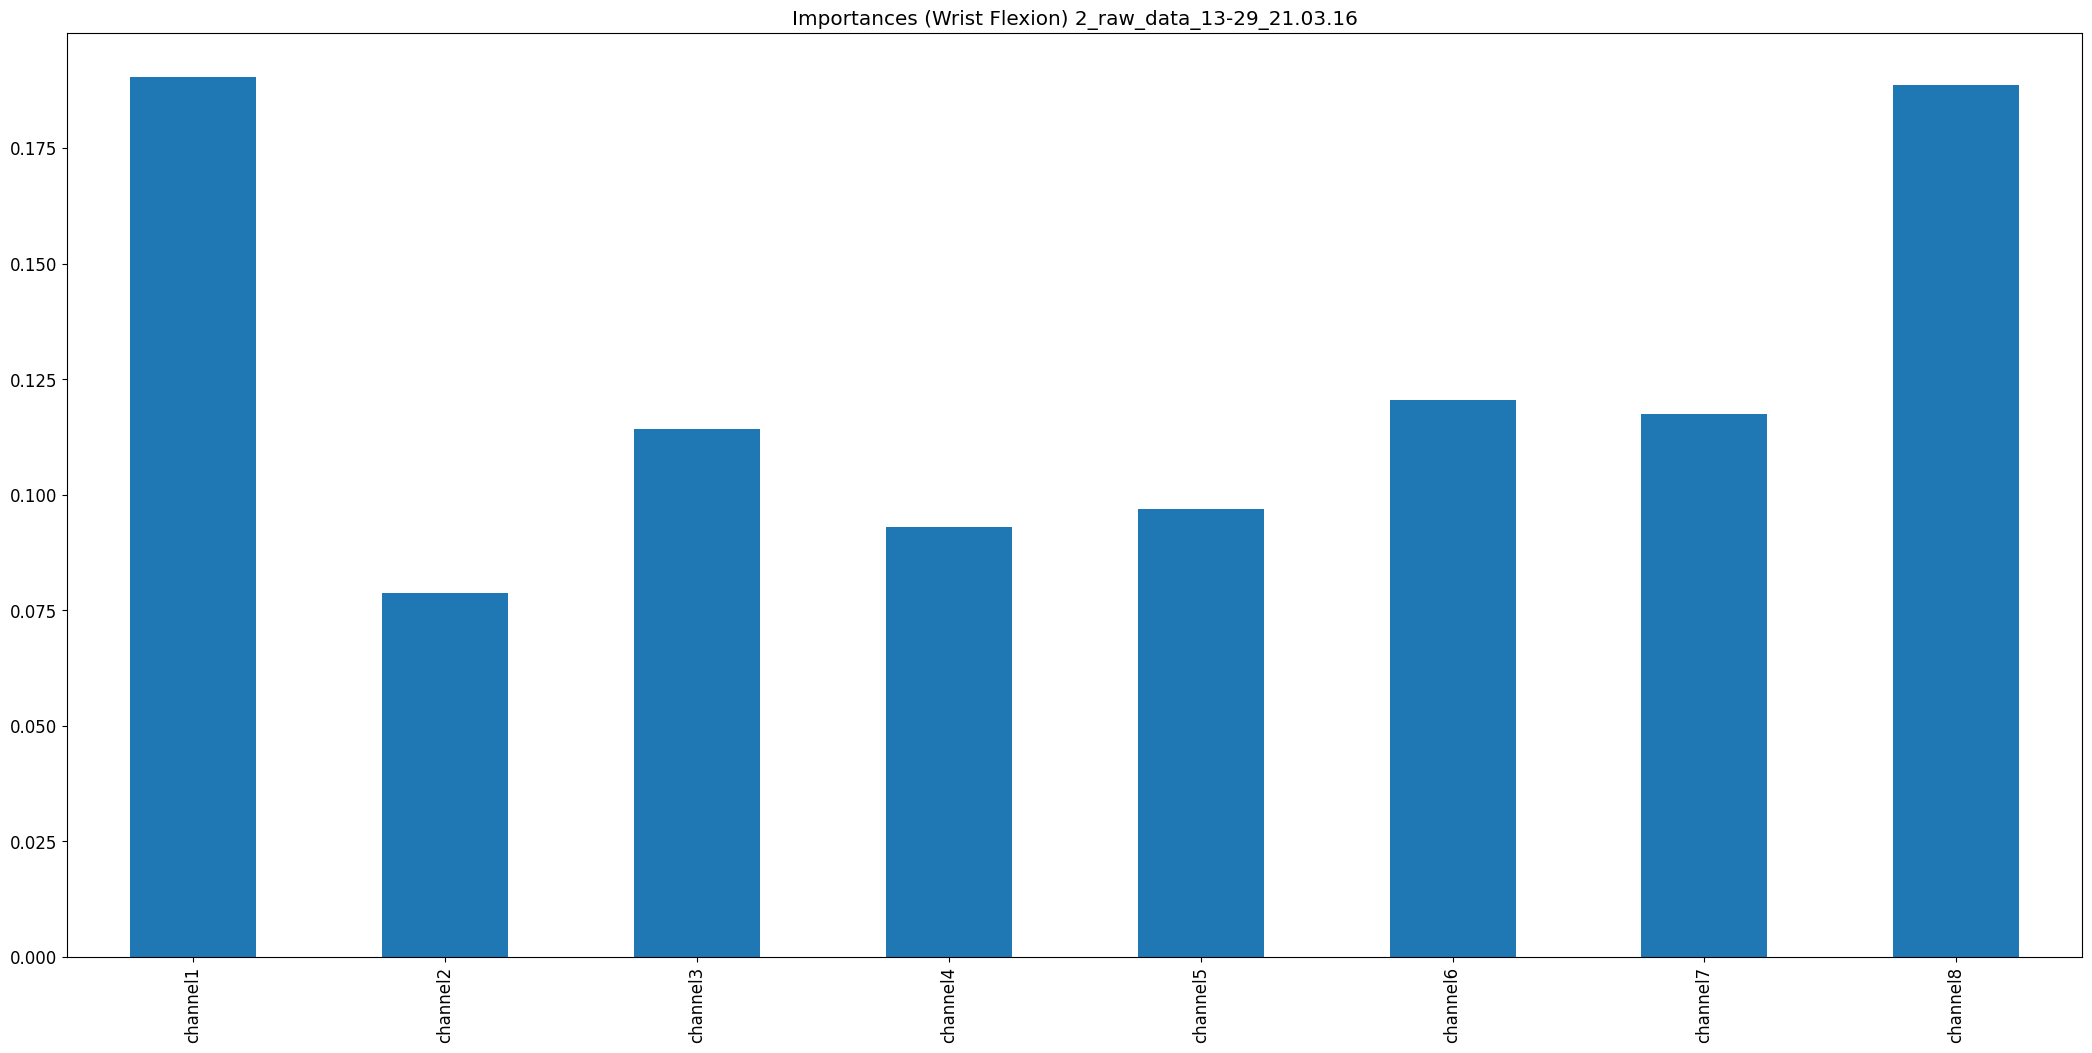 Importances (Wrist Flexion) 2_raw_data_13-29_21.03.16
0.175
0.150
0.125
0.100
0.075
0.050
0.025
0.000
channel1
channel2
channel3
channel4
channel5
channel6
channel7
channel8